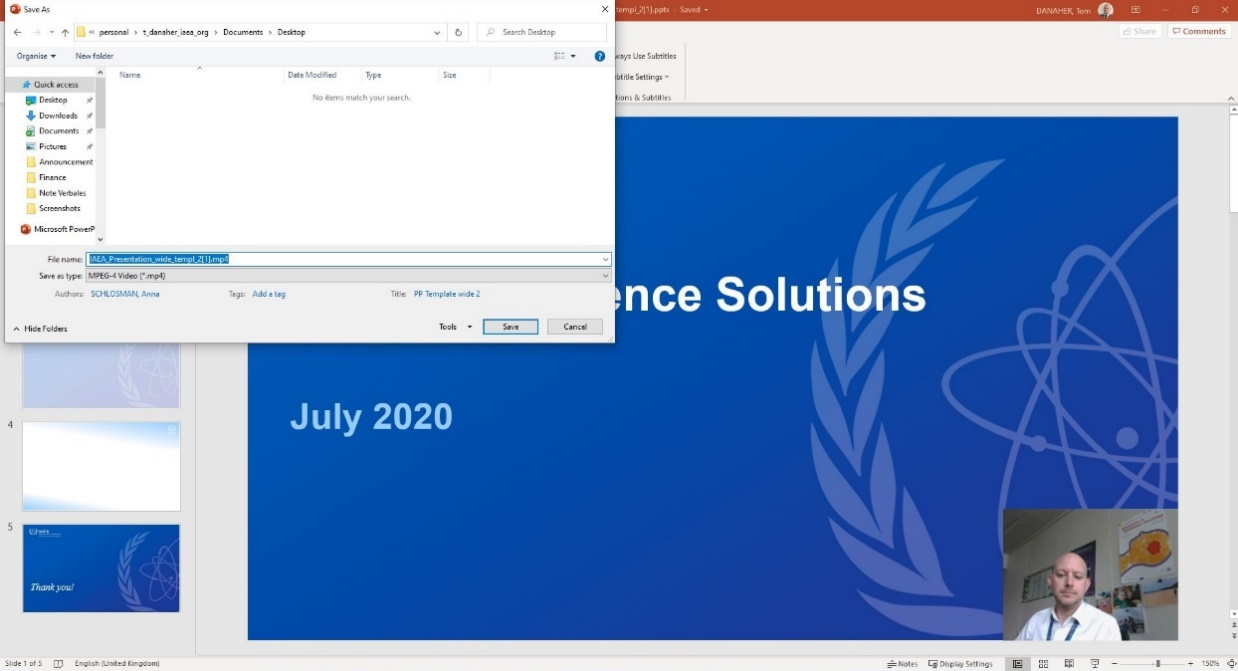 Save As
templ_2[1].pptx - Saved
DANAHER, Tom
personal › t_danaher_iaea_org › Documents › Desktop
Search Desktop
Share
Comments
Organise
New folder
ways Use Subtitles
Subtitle Settings
tions & Subtitles
Name
Date Modified
Type
Size
No items match your search.
Quick access
Desktop
Downloads
Documents
Pictures
Announcement
Finance
Note Verbales
Screenshots
Microsoft PowerP
File name: IAEA_Presentation_wide_templ_2[1].mp4
Save as type: MPEG-4 Video (*.mp4)
Authors: SCHLOSMAN, Anna
Tags: Add a tag
Title: PP Template wide 2
Hide Folders
Tools
Save
Cancel
ence Solutions
July 2020
4
5
Thank you!
Slide 1 of 5
English (United Kingdom)
Notes
Display Settings
150%